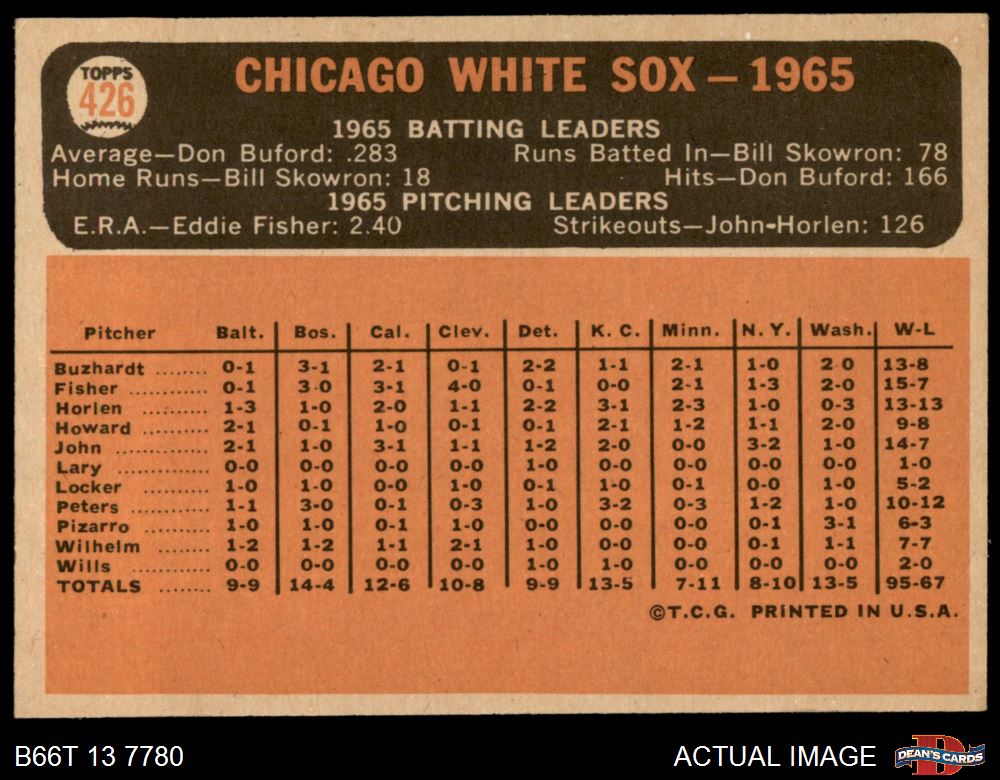 TOPPS
426
CHICAGO WHITE SOX – 1965
1965 BATTING LEADERS
Average—Don Buford: .283 Runs Batted In—Bill Skowron: 78
Home Runs—Bill Skowron: 18 Hits—Don Buford: 166
1965 PITCHING LEADERS
E.R.A.—Eddie Fisher: 2.40 Strikeouts—John-Horlen: 126
Pitcher Balt. Bos. Cal. Clev. Det. K. C. Minn. N. Y. Wash. W-L
Buzhardt ........ 0-1 3-1 2-1 0-1 2-2 1-1 2-1 1-0 2 0 13-8
Fisher ............ 0-1 3 0 3-1 4-0 0-1 0-0 2-1 1-3 2-0 15-7
Horlen ............ 1-3 1-0 2-0 1-1 2-2 3-1 2-3 1-0 0-3 13-13
Howard .......... 2-1 0-1 1-0 0-1 0-1 2-1 1-2 1-1 2-0 9-8
John .............. 2-1 1-0 3-1 1-1 1-2 2-0 0-0 3-2 1-0 14-7
Lary .............. 0-0 0-0 0-0 0-0 1-0 0-0 0-0 0-0 0-0 1-0
Locker .......... 1-0 1-0 0-0 1-0 0-1 1-0 0-1 0-0 1-0 5-2
Peters ............ 1-1 3-0 0-1 0-3 1-0 3-2 0-3 1-2 1-0 10-12
Pizarro .......... 1-0 1-0 0-1 1-0 0-0 0-0 0-0 0-1 3-1 6-3
Wilhelm ........ 1-2 1-2 1-1 2-1 1-0 0-0 0-0 0-1 1-1 7-7
Wills .............. 0-0 0-0 0-0 0-0 1-0 1-0 0-0 0-0 0-0 2-0
TOTALS ........ 9-9 14-4 12-6 10-8 9-9 13-5 7-11 8-10 13-5 95-67
©T.C.G. PRINTED IN U.S.A.
B66T 13 7780 ACTUAL IMAGE DEAN'S CARDS